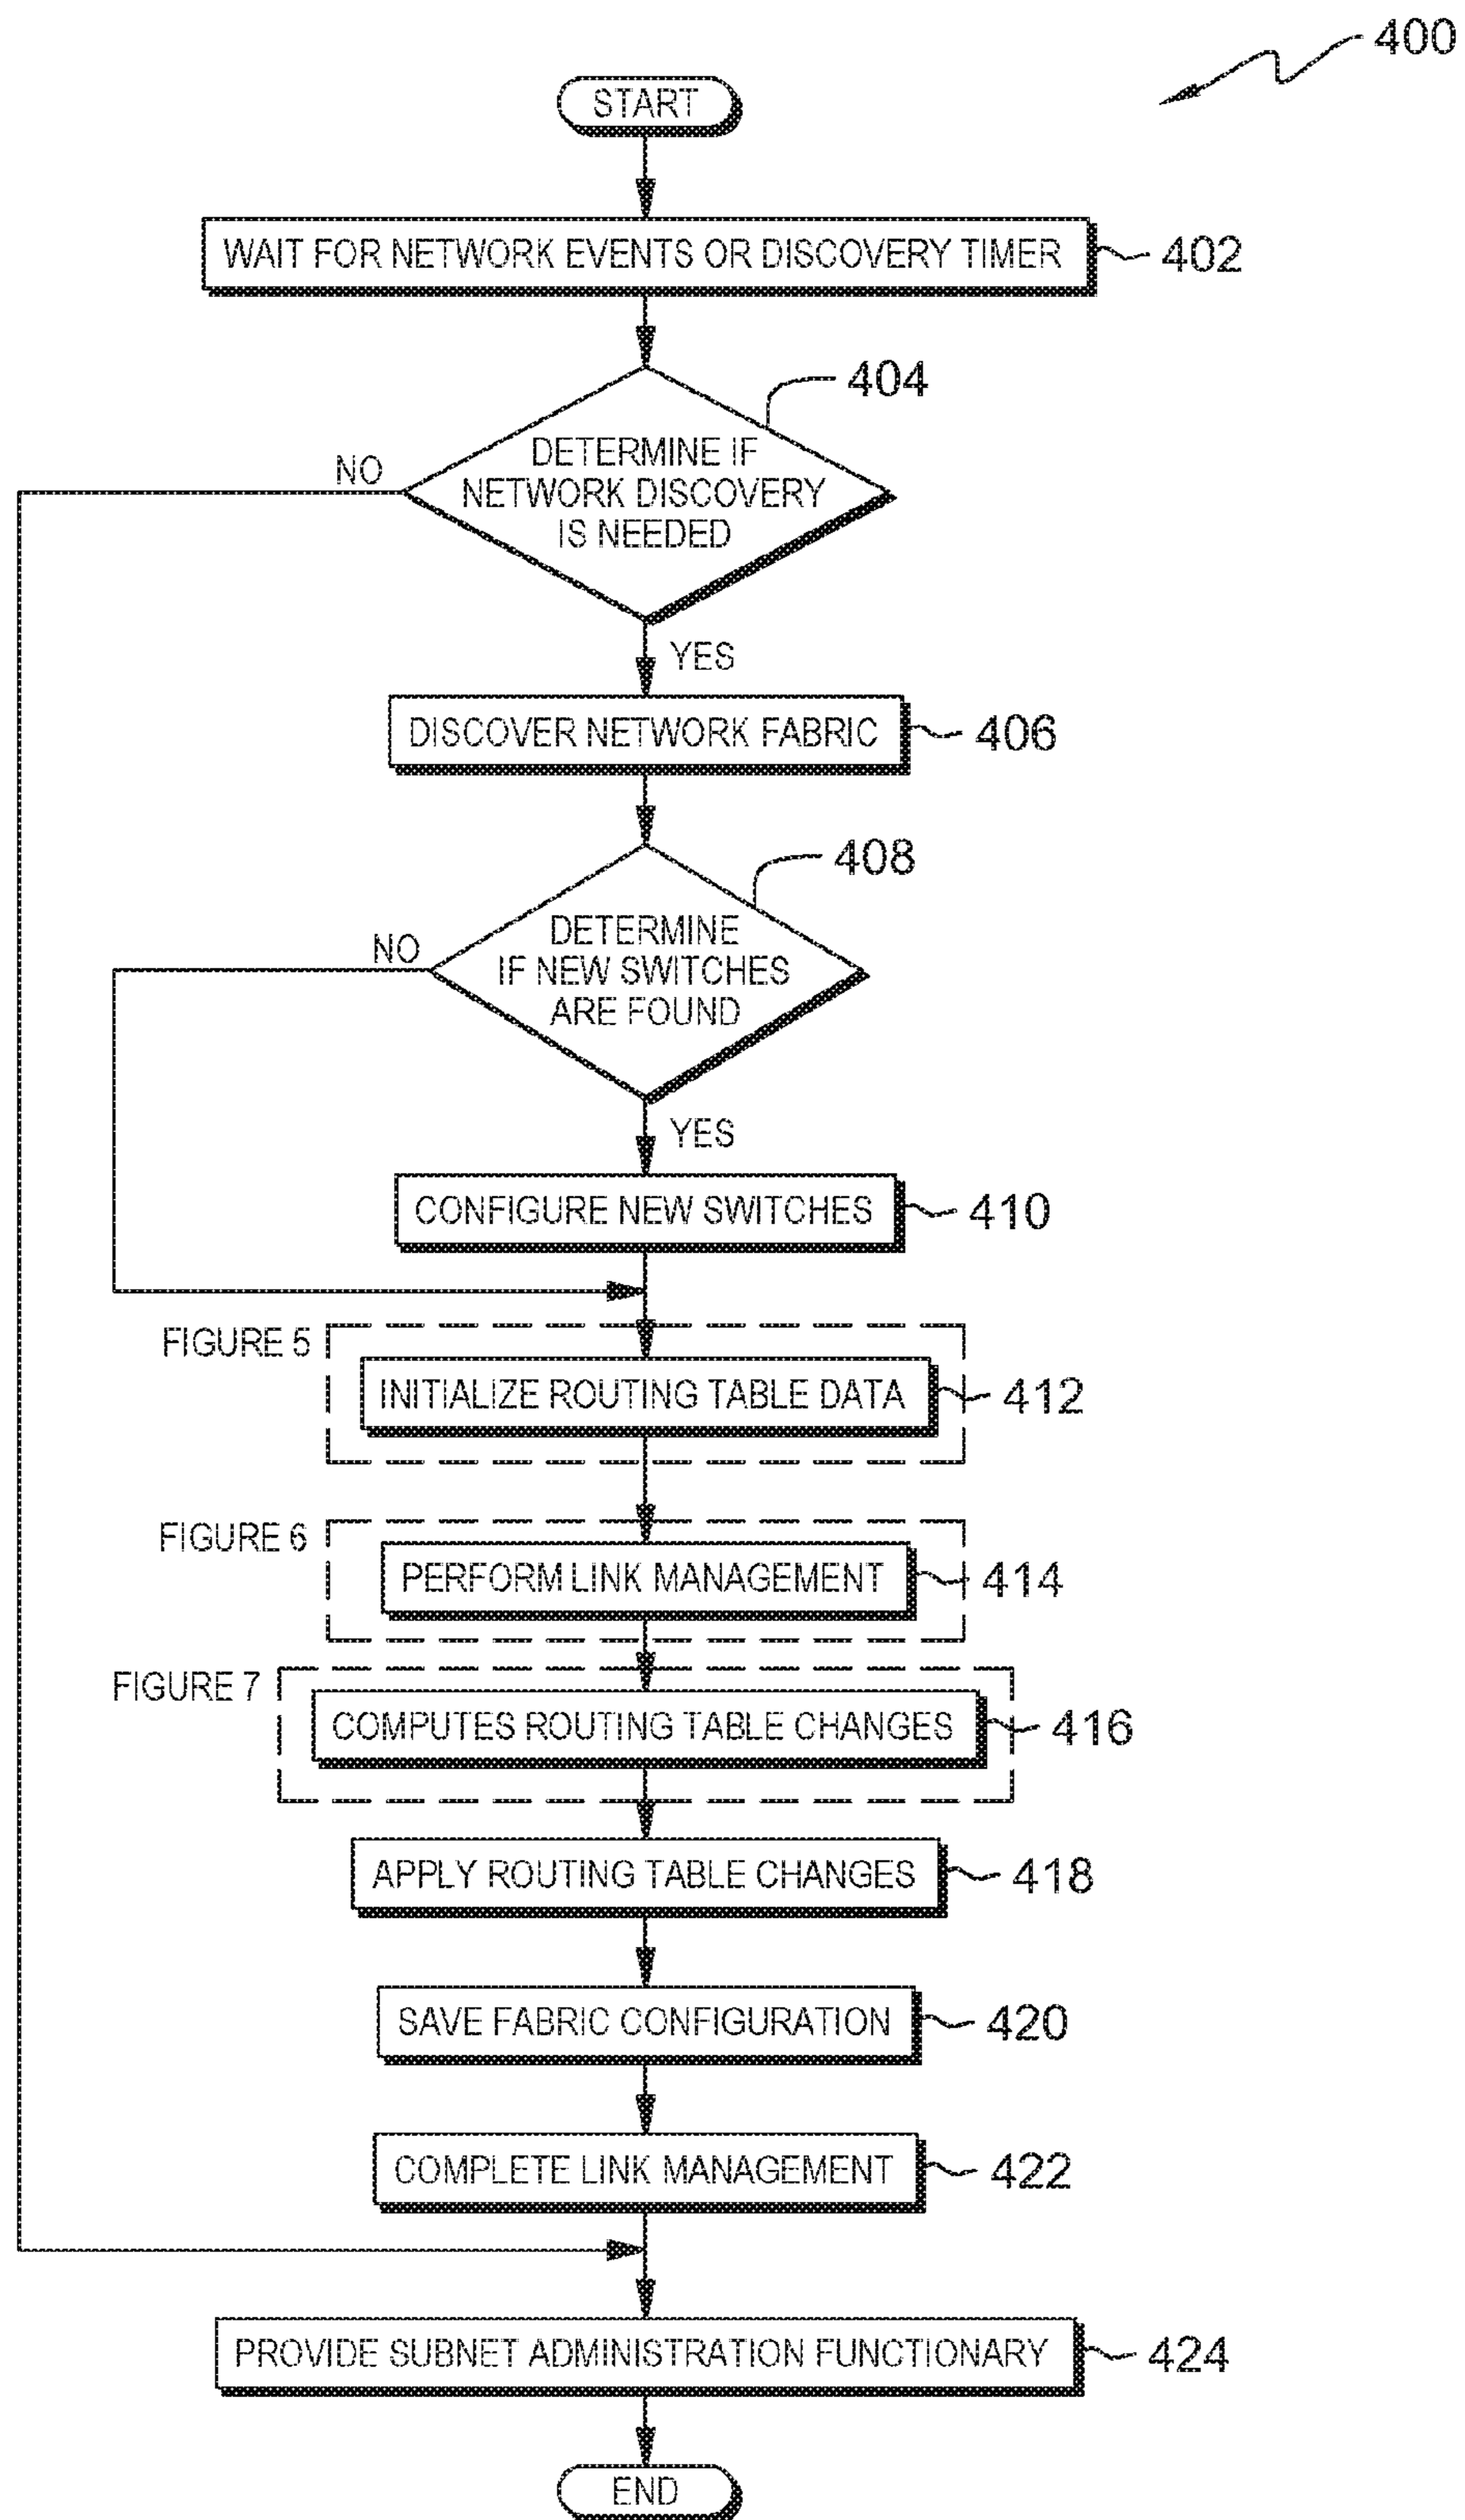 400
START
WAIT FOR NETWORK EVENTS OR DISCOVERY TIMER
402
404
DETERMINE IF
NETWORK DISCOVERY
IS NEEDED
NO
YES
DISCOVER NETWORK FABRIC
406
408
DETERMINE
IF NEW SWITCHES
ARE FOUND
NO
YES
CONFIGURE NEW SWITCHES
410
FIGURE 5
INITIALIZE ROUTING TABLE DATA
412
FIGURE 6
PERFORM LINK MANAGEMENT
414
FIGURE 7
COMPUTES ROUTING TABLE CHANGES
416
APPLY ROUTING TABLE CHANGES
418
SAVE FABRIC CONFIGURATION
420
COMPLETE LINK MANAGEMENT
422
PROVIDE SUBNET ADMINISTRATION FUNCTIONARY
424
END